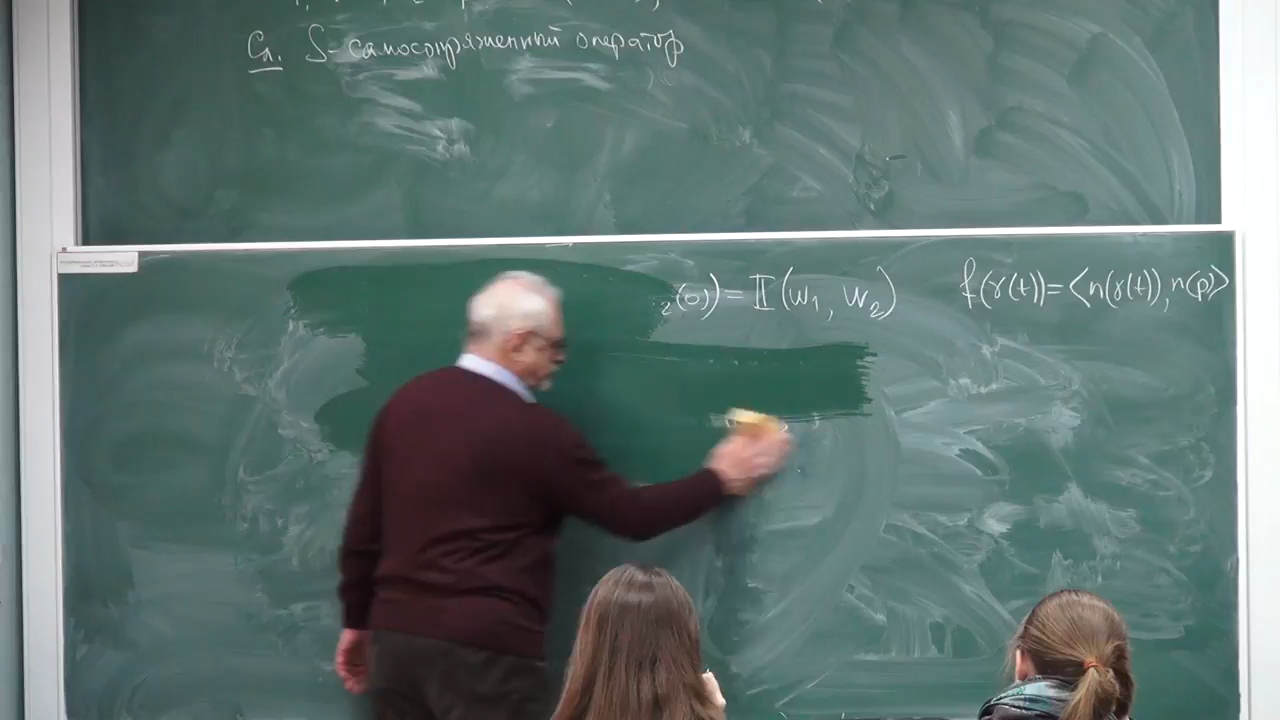 Сл. S - самосопряженный оператор
₂(0) = II(w₁, w₂)
f(γ(t)) = ⟨n(γ(t)), n(p)⟩